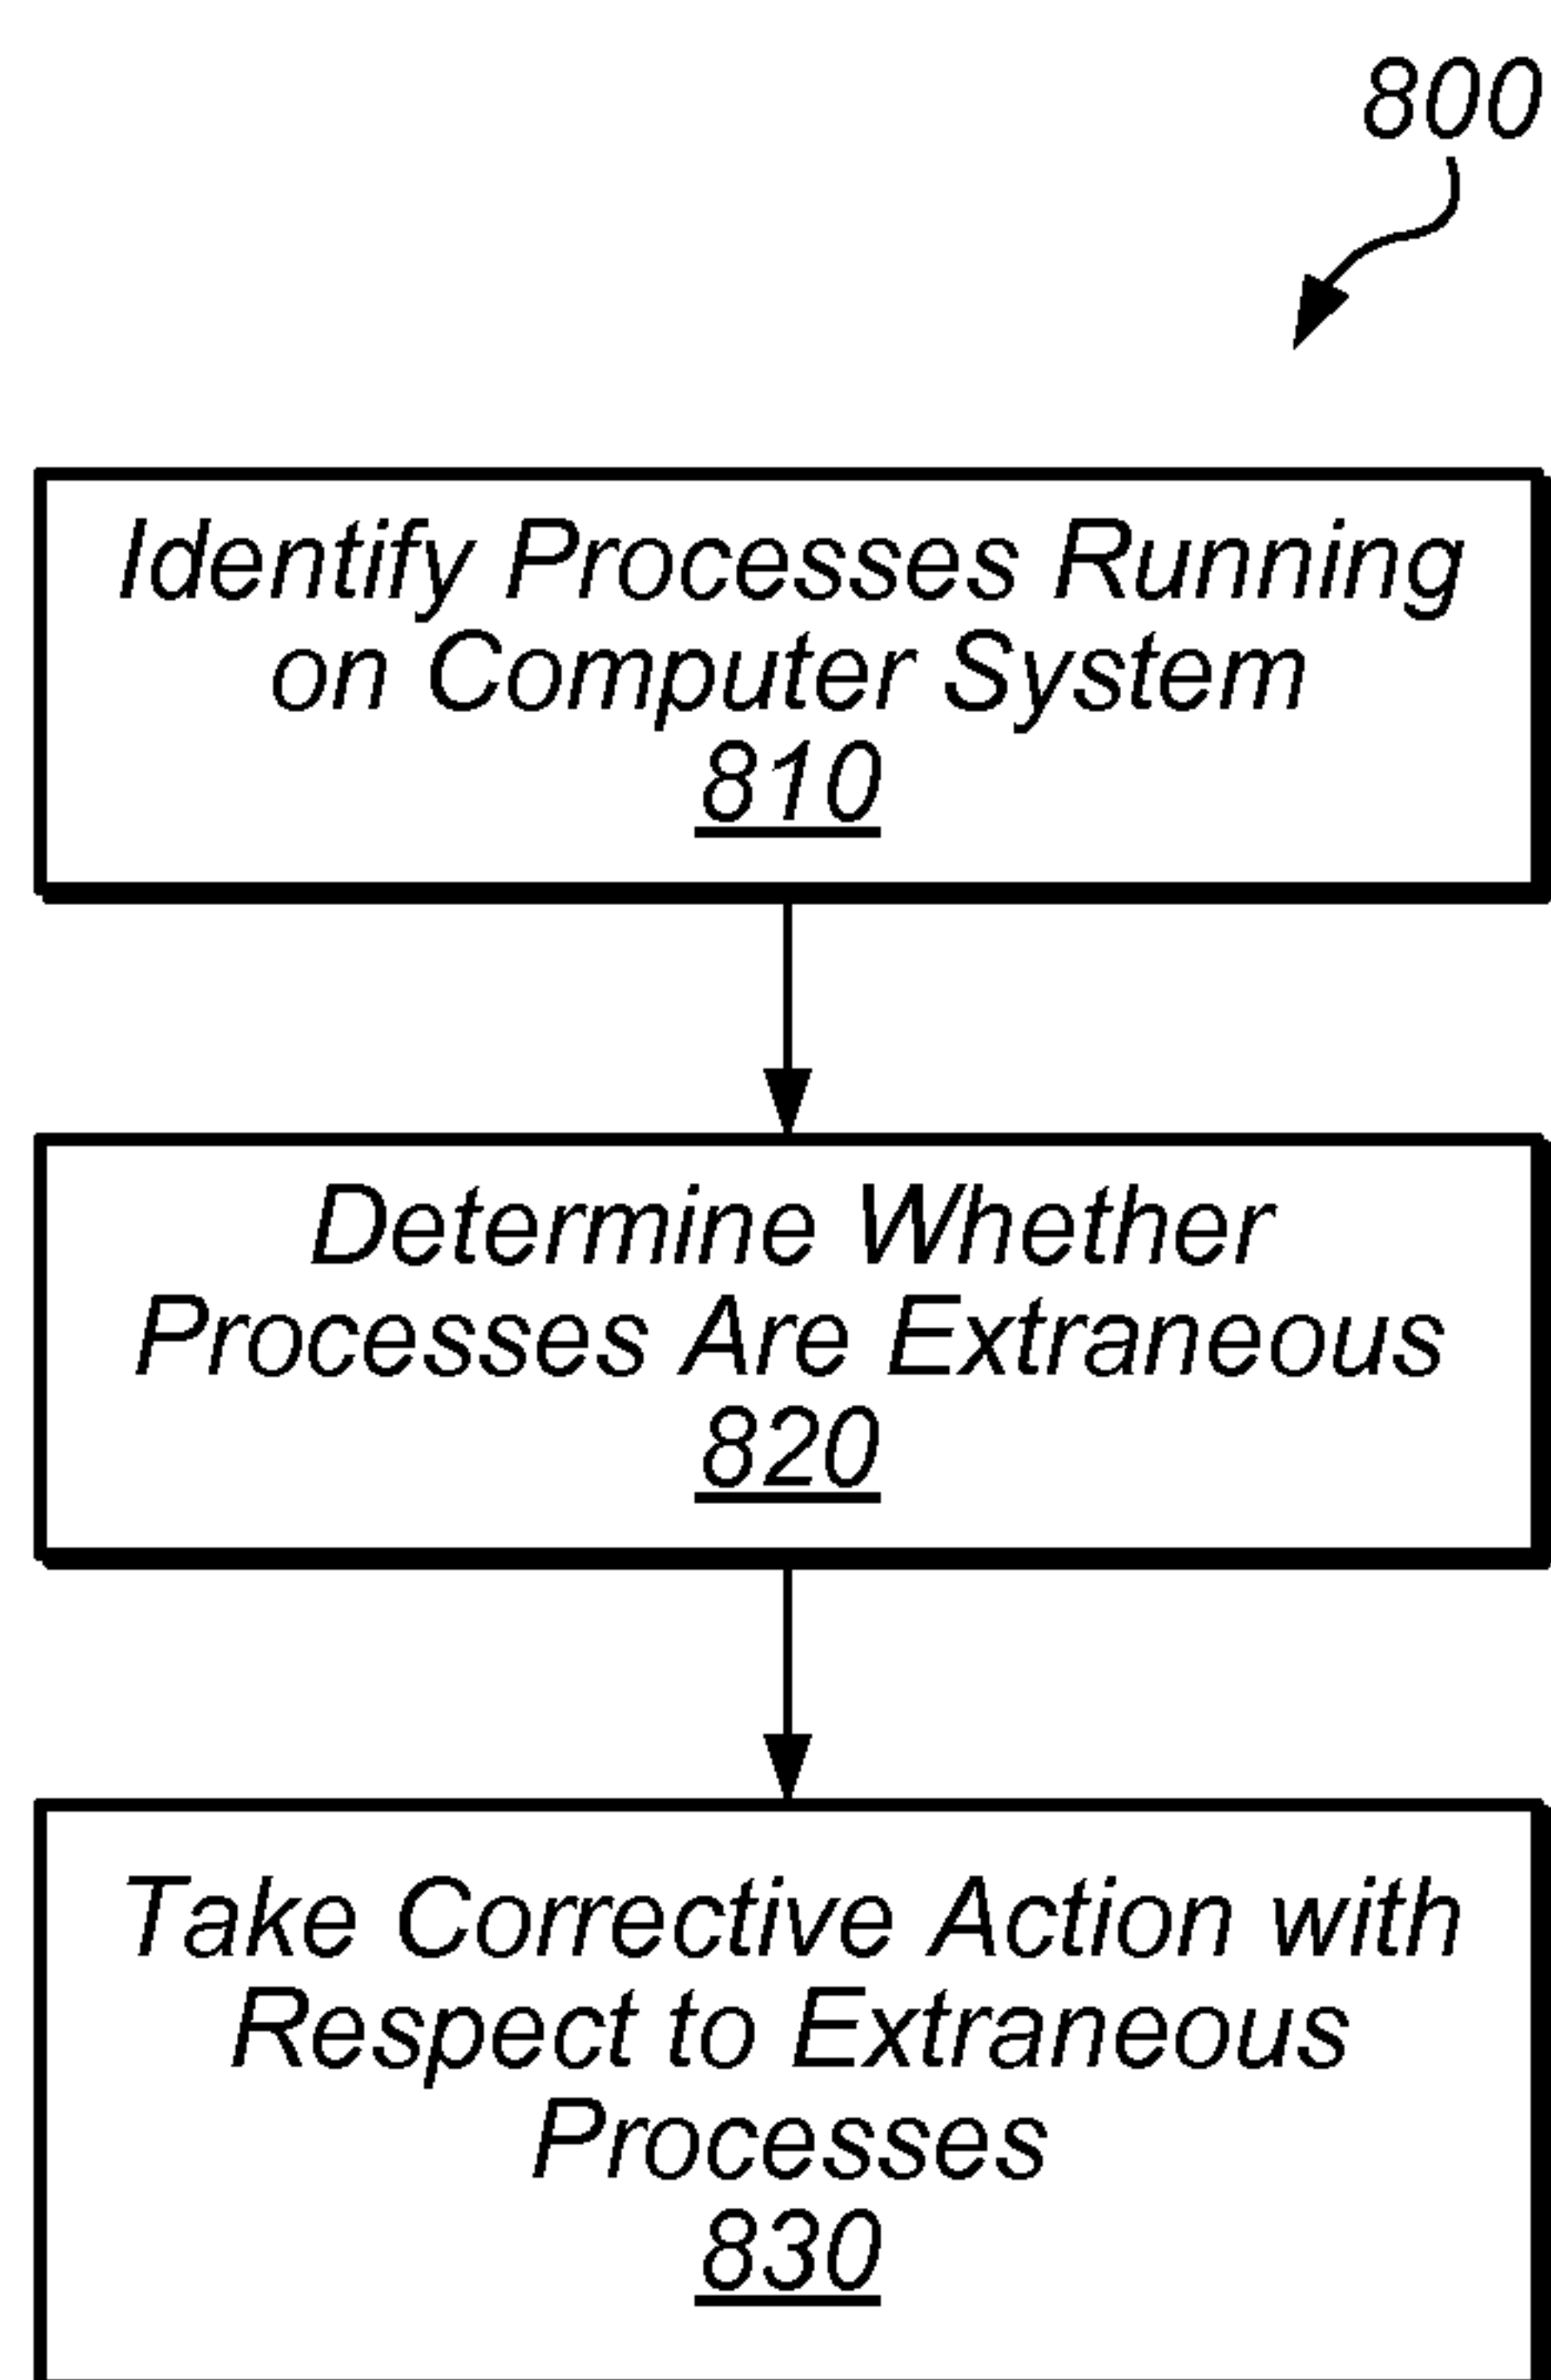 800
Identify Processes Running
on Computer System
810
Determine Whether
Processes Are Extraneous
820
Take Corrective Action with
Respect to Extraneous
Processes
830